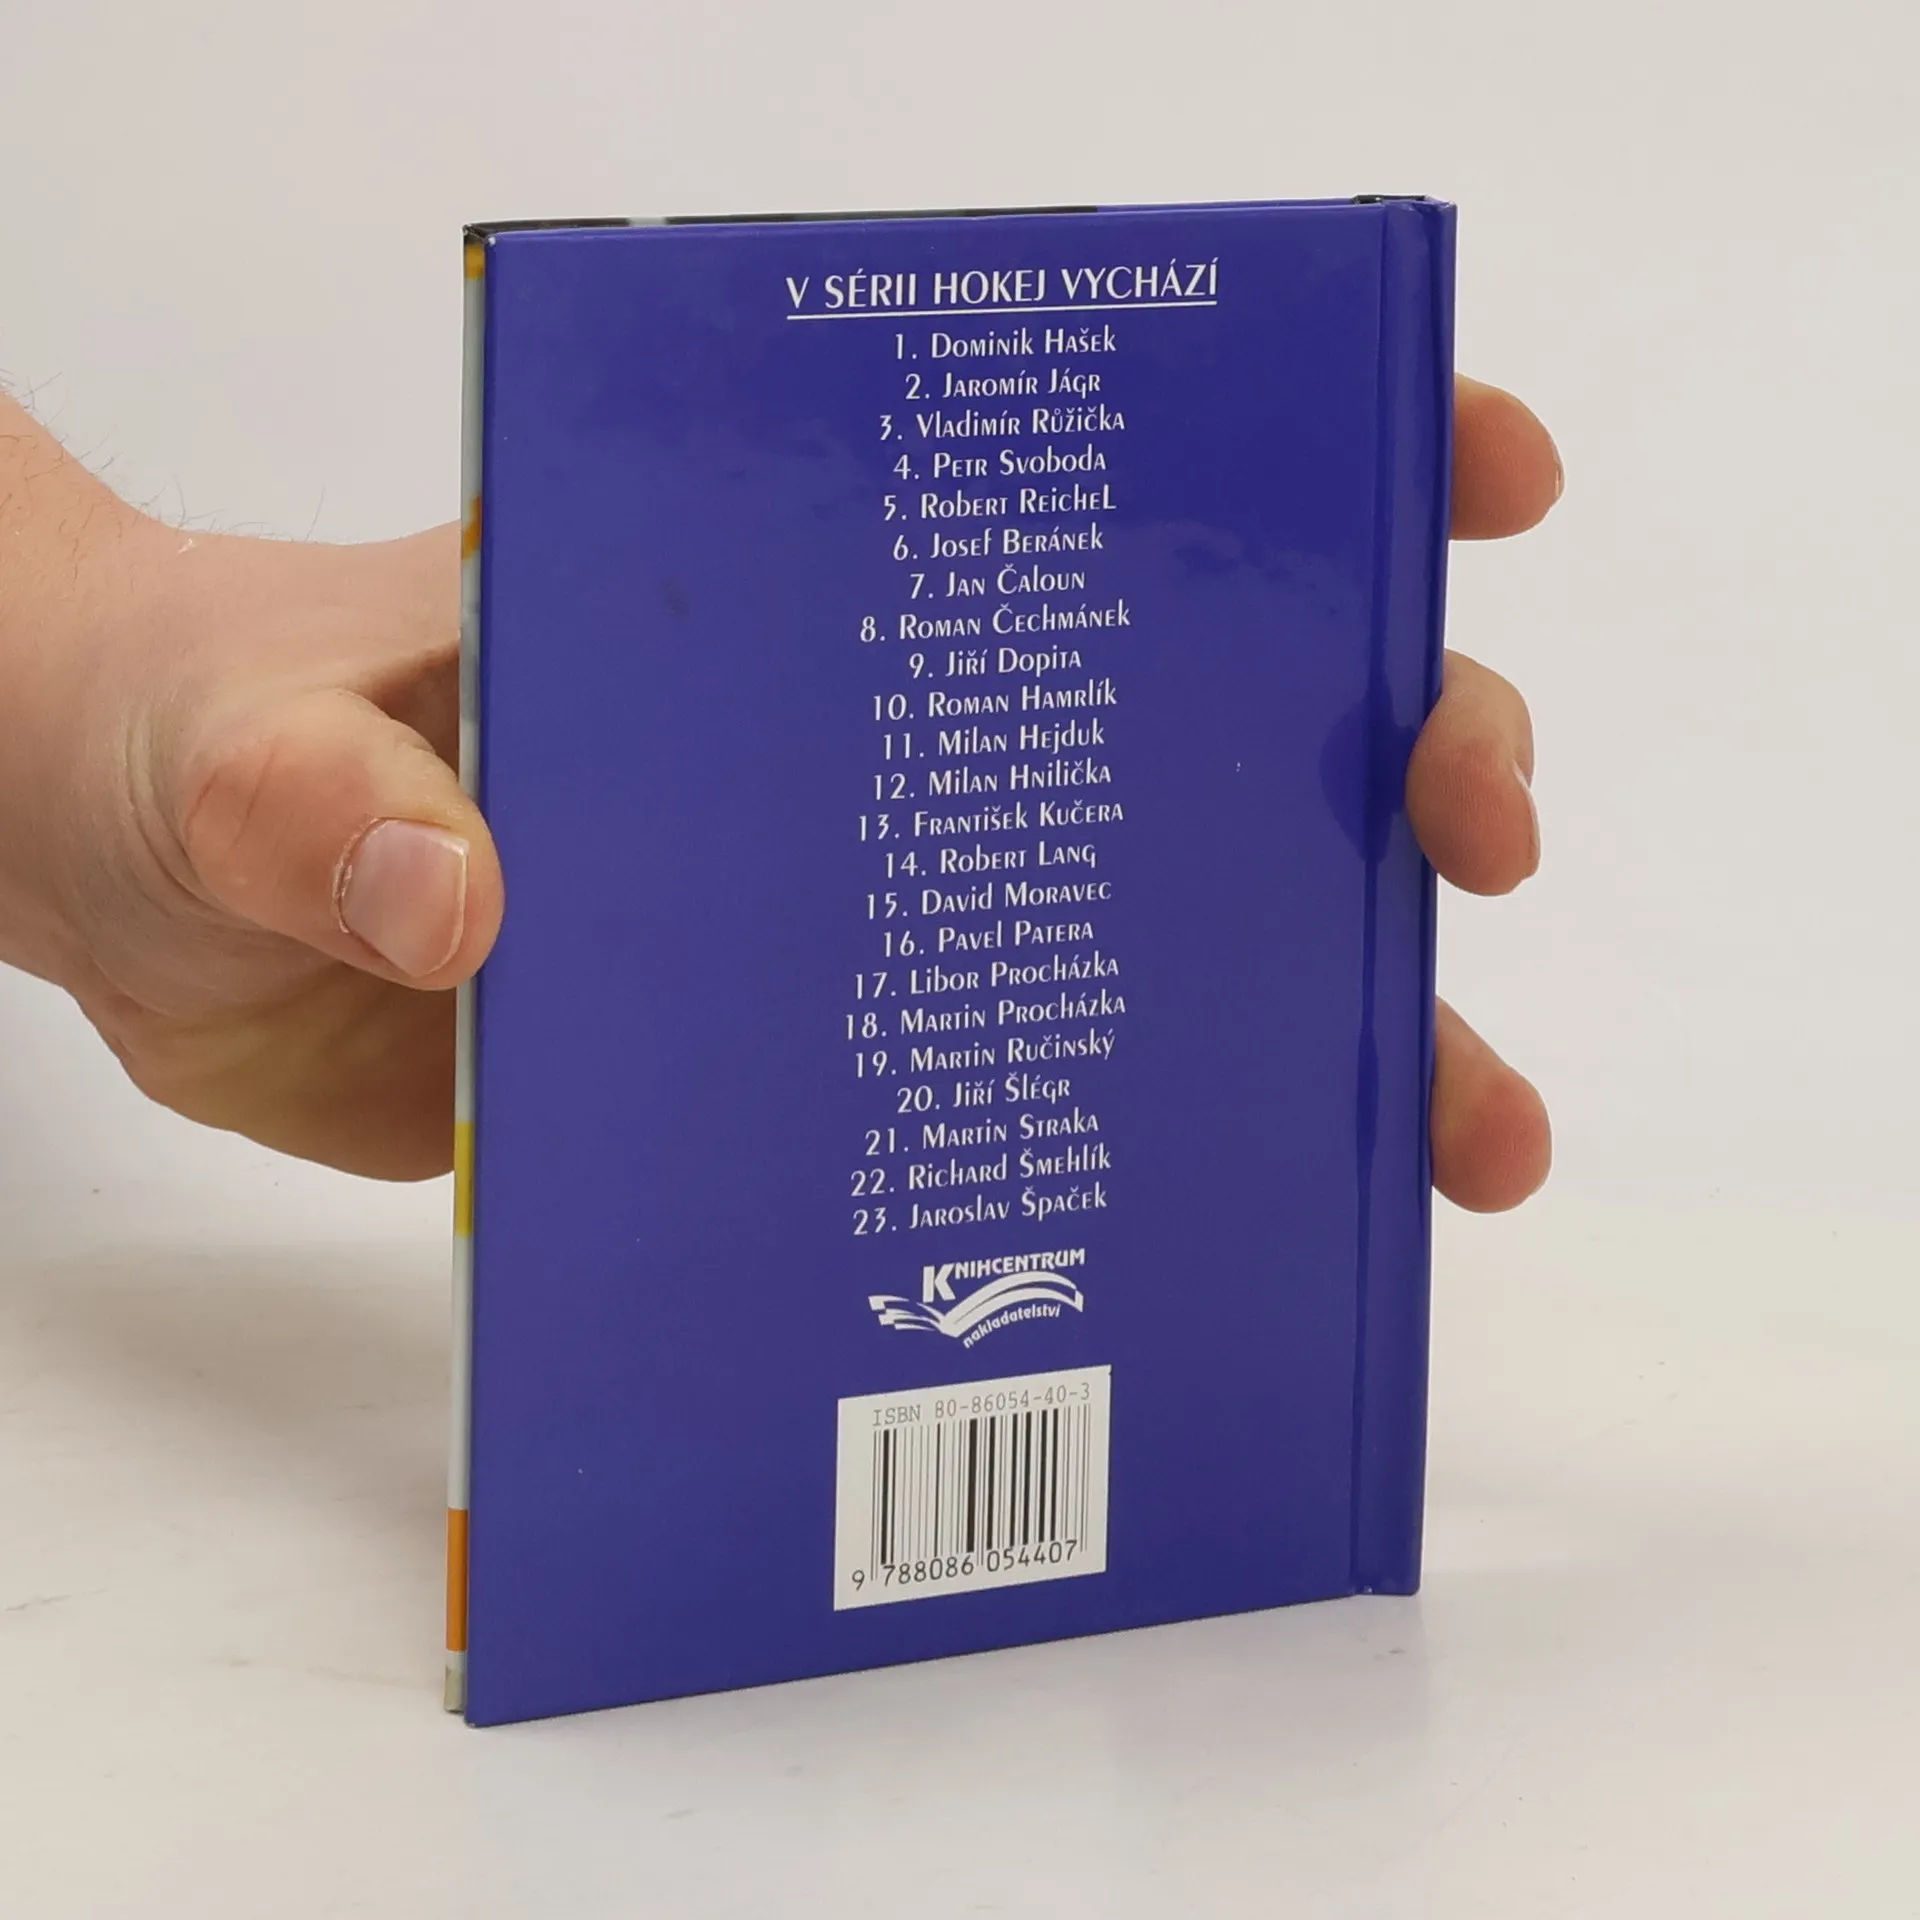 V SÉRII HOKEJ VYCHÁZÍ
1. Dominik Hašek
2. Jaromír Jágr
3. Vladimír Růžička
4. Petr Svoboda
5. Robert Reichel
6. Josef Beránek
7. Jan Čaloun
8. Roman Čechmánek
9. Jiří Dopita
10. Roman Hamrlík
11. Milan Hejduk
12. Milan Hnilička
13. František Kučera
14. Robert Lang
15. David Moravec
16. Pavel Patera
17. Libor Procházka
18. Martin Procházka
19. Martin Ručinský
20. Jiří Šlégr
21. Martin Straka
22. Richard Šmehlík
23. Jaroslav Špaček
KNIHCENTRUM
nakladatelství
ISBN 80-86054-40-3
9 788086 054407